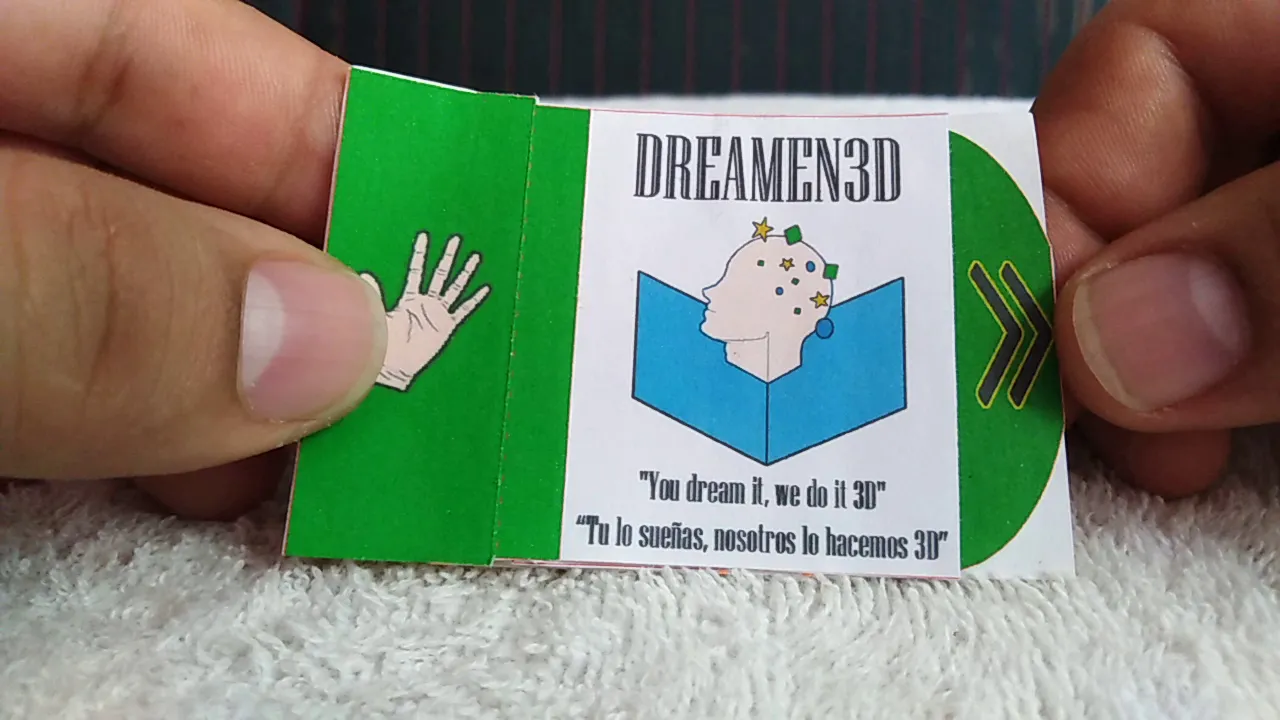 DREAMEN3D
"You dream it, we do it 3D"
“Tu lo sueñas, nosotros lo hacemos 3D”